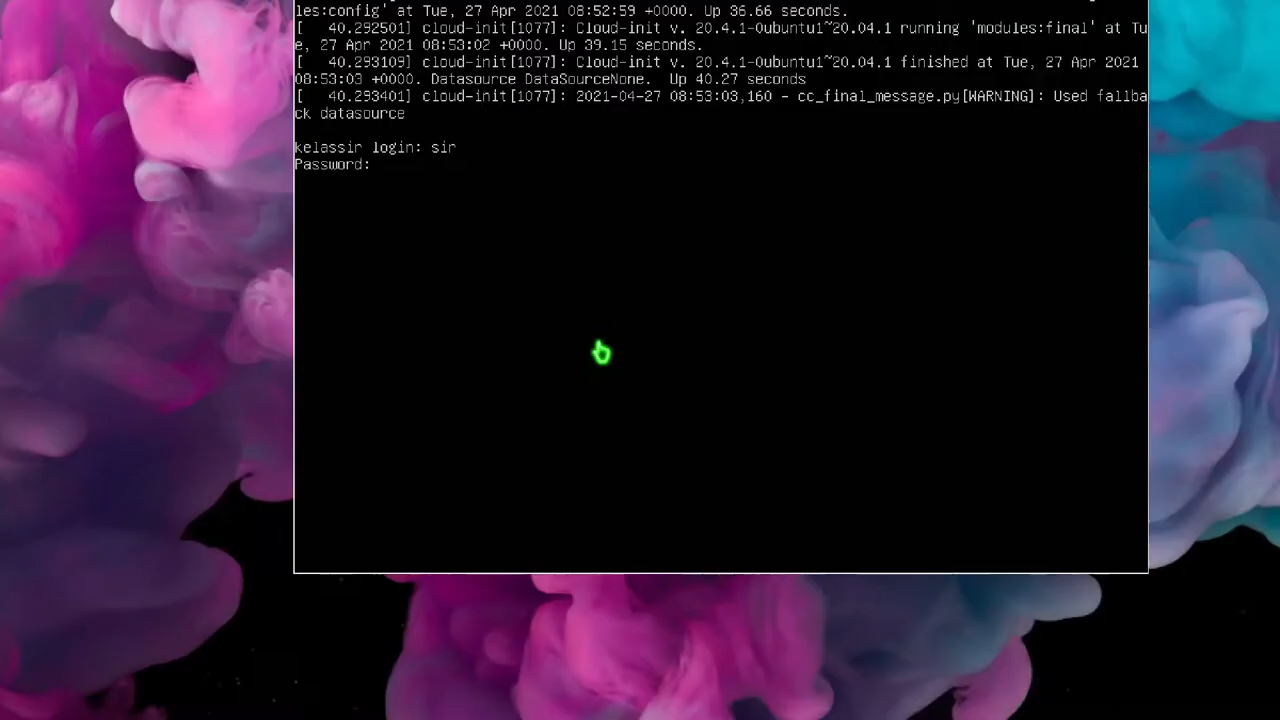 les:config' at Tue, 27 Apr 2021 08:52:59 +0000. Up 36.66 seconds.
[   40.292501] cloud-init[1077]: Cloud-init v. 20.4.1-0ubuntu1~20.04.1 running 'modules:final' at Tu
e, 27 Apr 2021 08:53:02 +0000. Up 39.15 seconds.
[   40.293109] cloud-init[1077]: Cloud-init v. 20.4.1-0ubuntu1~20.04.1 finished at Tue, 27 Apr 2021
08:53:03 +0000. Datasource DataSourceNone.  Up 40.27 seconds
[   40.293401] cloud-init[1077]: 2021-04-27 08:53:03,160 - cc_final_message.py[WARNING]: Used fallba
ck datasource
kelassir login: sir
Password: